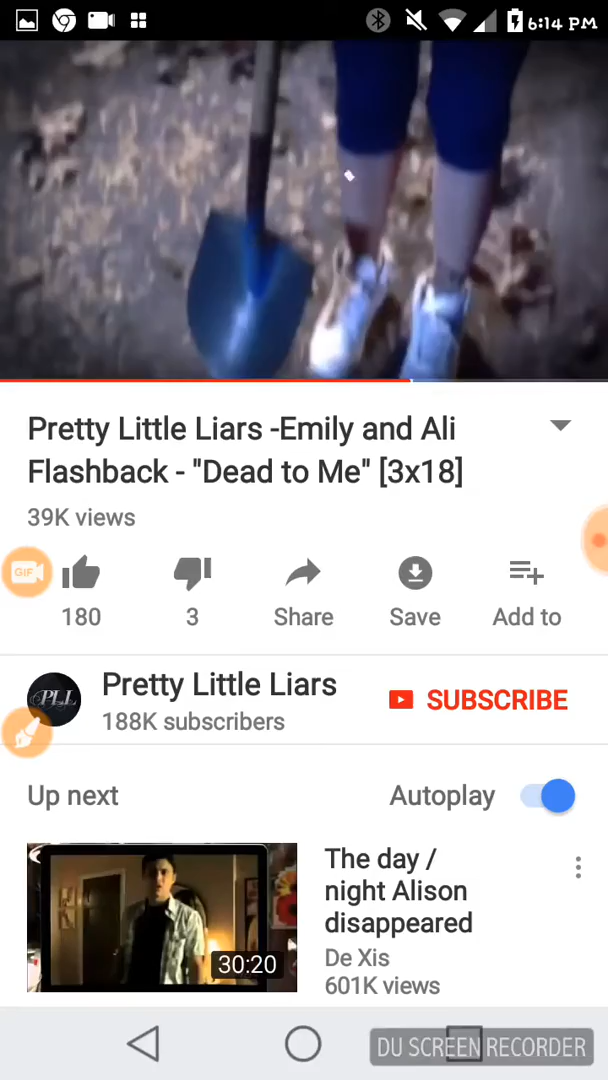 6:14 PM
Pretty Little Liars -Emily and Ali
Flashback - "Dead to Me" [3x18]
39K views
GIF
180
3
Share
Save
Add to
PLL
Pretty Little Liars
188K subscribers
SUBSCRIBE
Up next
Autoplay
30:20
The day /
night Alison
disappeared
De Xis
601K views
DU SCREEN RECORDER